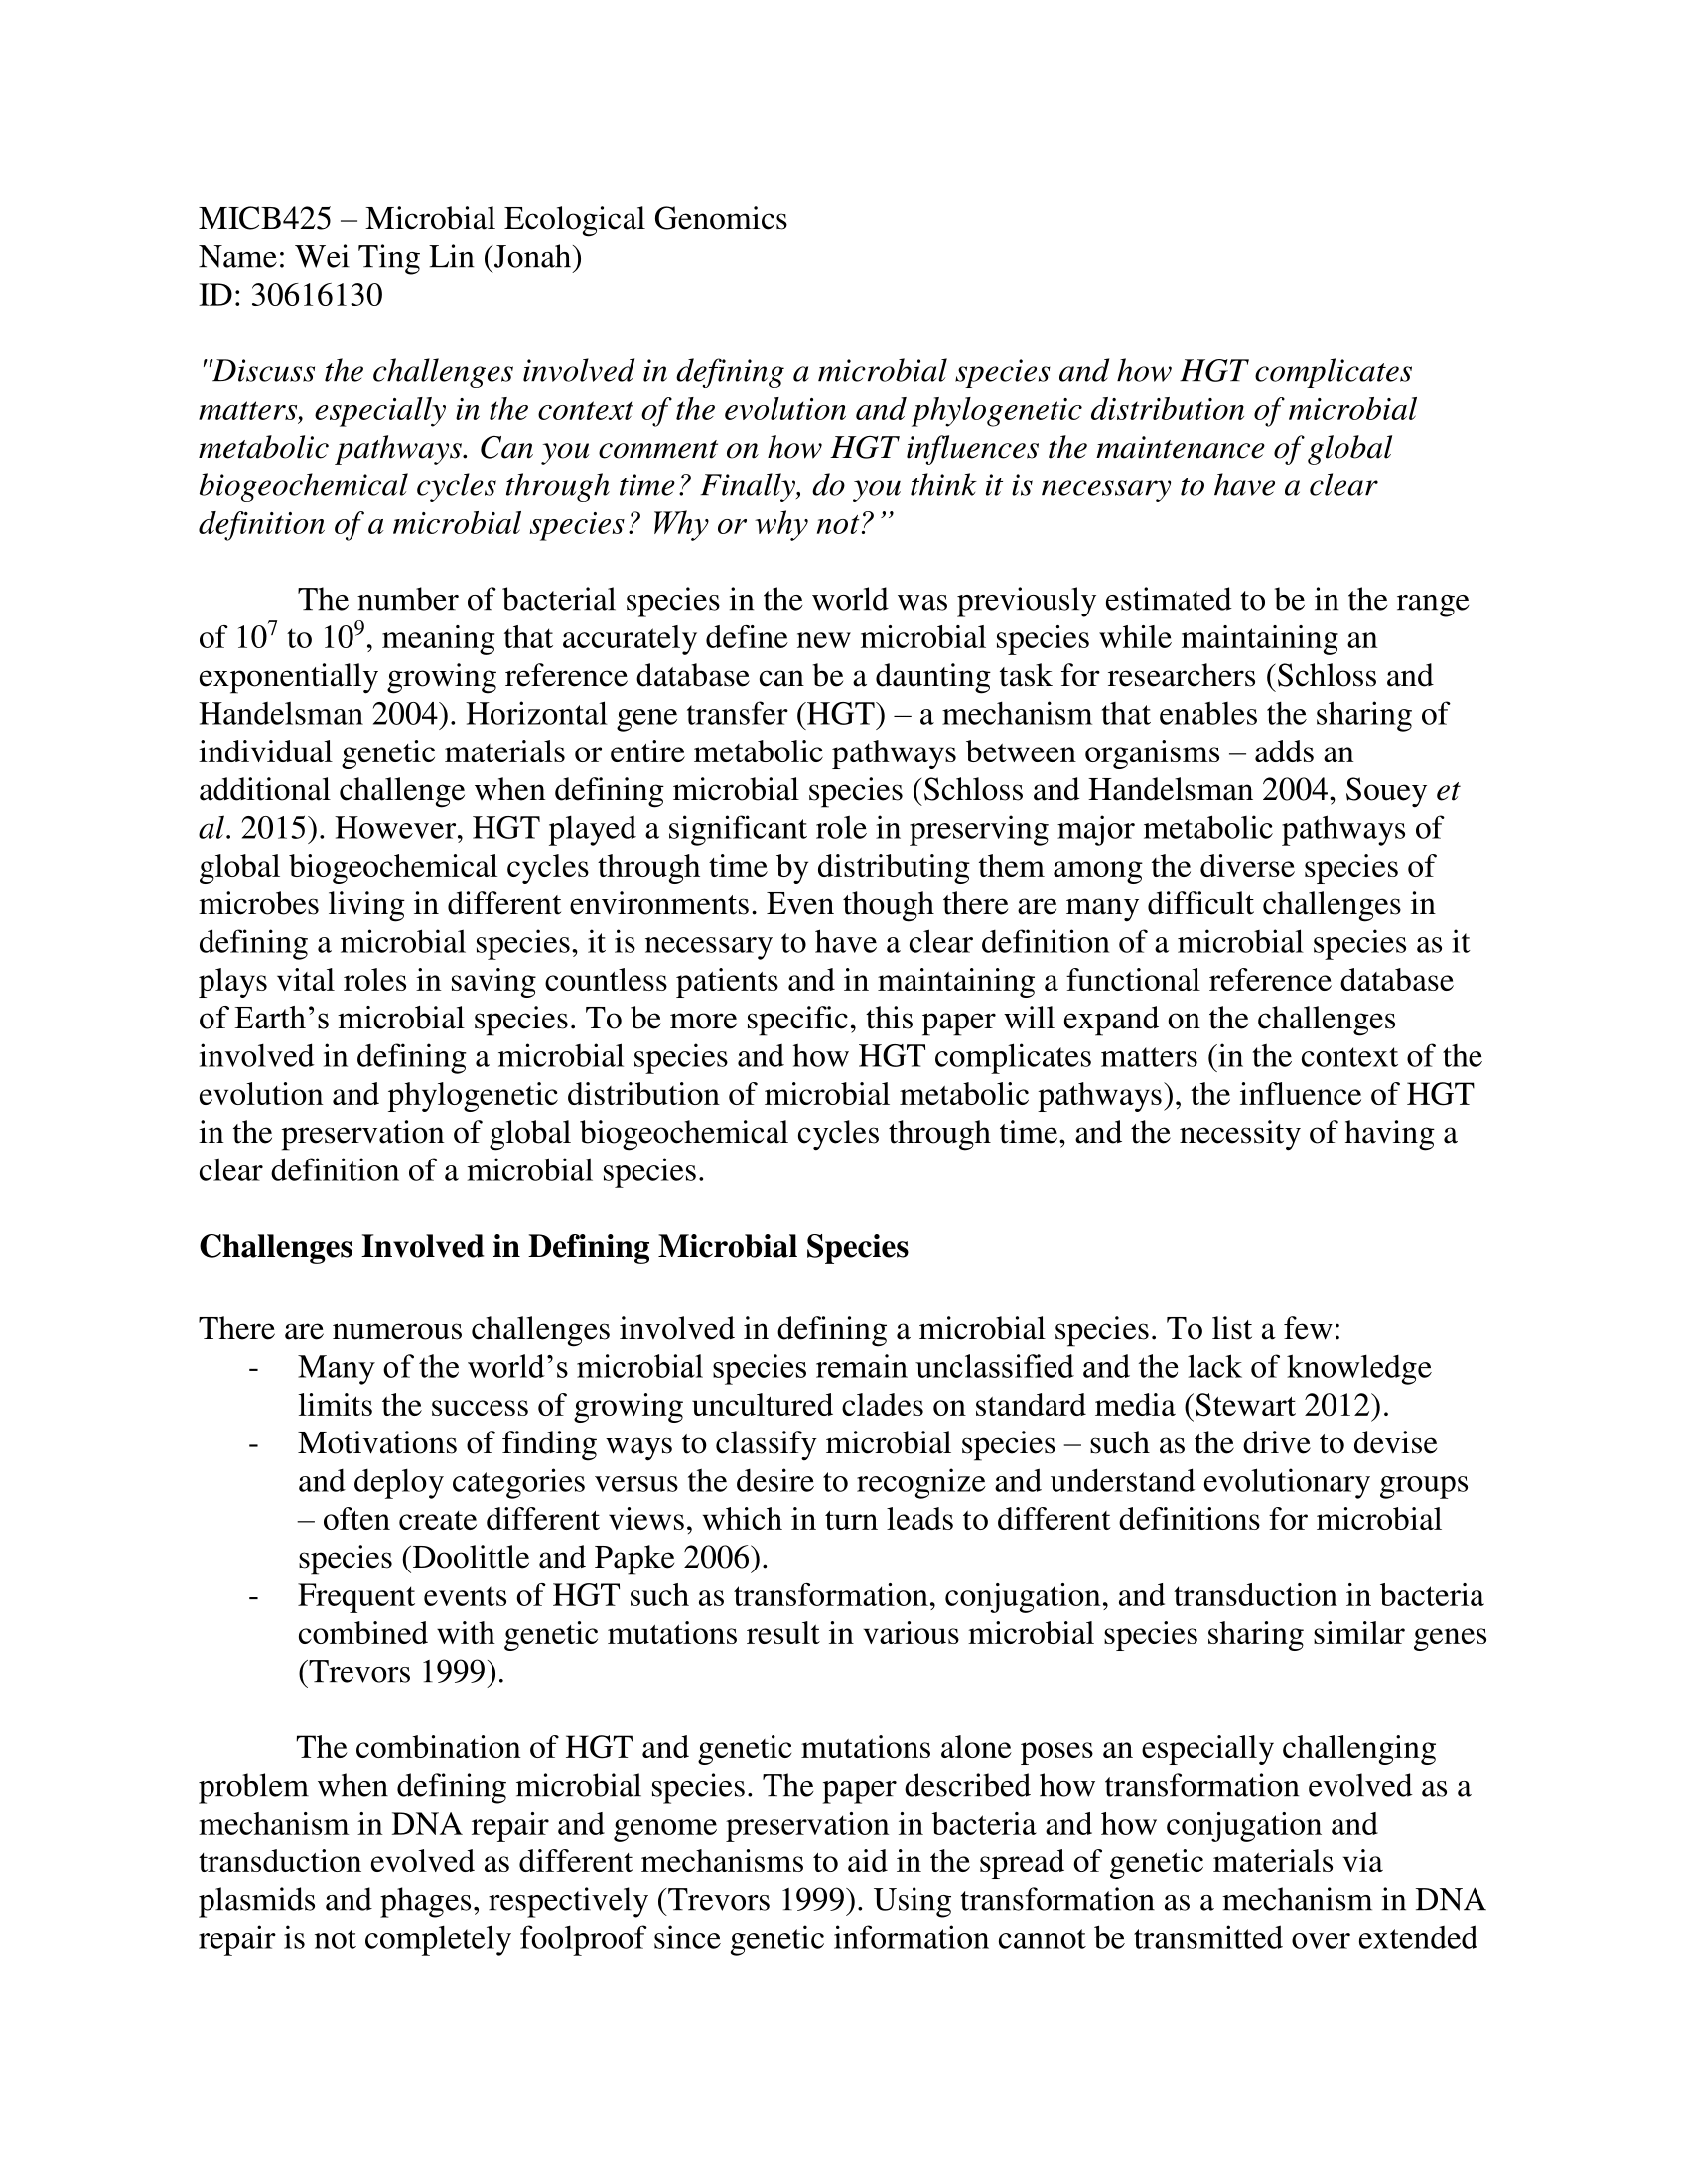 MICB425 – Microbial Ecological Genomics
Name: Wei Ting Lin (Jonah)
ID: 30616130
"Discuss the challenges involved in defining a microbial species and how HGT complicates
matters, especially in the context of the evolution and phylogenetic distribution of microbial
metabolic pathways. Can you comment on how HGT influences the maintenance of global
biogeochemical cycles through time? Finally, do you think it is necessary to have a clear
definition of a microbial species? Why or why not?”
The number of bacterial species in the world was previously estimated to be in the range
of 10⁷ to 10⁹, meaning that accurately define new microbial species while maintaining an
exponentially growing reference database can be a daunting task for researchers (Schloss and
Handelsman 2004). Horizontal gene transfer (HGT) – a mechanism that enables the sharing of
individual genetic materials or entire metabolic pathways between organisms – adds an
additional challenge when defining microbial species (Schloss and Handelsman 2004, Souey et
al. 2015). However, HGT played a significant role in preserving major metabolic pathways of
global biogeochemical cycles through time by distributing them among the diverse species of
microbes living in different environments. Even though there are many difficult challenges in
defining a microbial species, it is necessary to have a clear definition of a microbial species as it
plays vital roles in saving countless patients and in maintaining a functional reference database
of Earth’s microbial species. To be more specific, this paper will expand on the challenges
involved in defining a microbial species and how HGT complicates matters (in the context of the
evolution and phylogenetic distribution of microbial metabolic pathways), the influence of HGT
in the preservation of global biogeochemical cycles through time, and the necessity of having a
clear definition of a microbial species.
Challenges Involved in Defining Microbial Species
There are numerous challenges involved in defining a microbial species. To list a few:
- Many of the world’s microbial species remain unclassified and the lack of knowledge
limits the success of growing uncultured clades on standard media (Stewart 2012).
- Motivations of finding ways to classify microbial species – such as the drive to devise
and deploy categories versus the desire to recognize and understand evolutionary groups
– often create different views, which in turn leads to different definitions for microbial
species (Doolittle and Papke 2006).
- Frequent events of HGT such as transformation, conjugation, and transduction in bacteria
combined with genetic mutations result in various microbial species sharing similar genes
(Trevors 1999).
The combination of HGT and genetic mutations alone poses an especially challenging
problem when defining microbial species. The paper described how transformation evolved as a
mechanism in DNA repair and genome preservation in bacteria and how conjugation and
transduction evolved as different mechanisms to aid in the spread of genetic materials via
plasmids and phages, respectively (Trevors 1999). Using transformation as a mechanism in DNA
repair is not completely foolproof since genetic information cannot be transmitted over extended